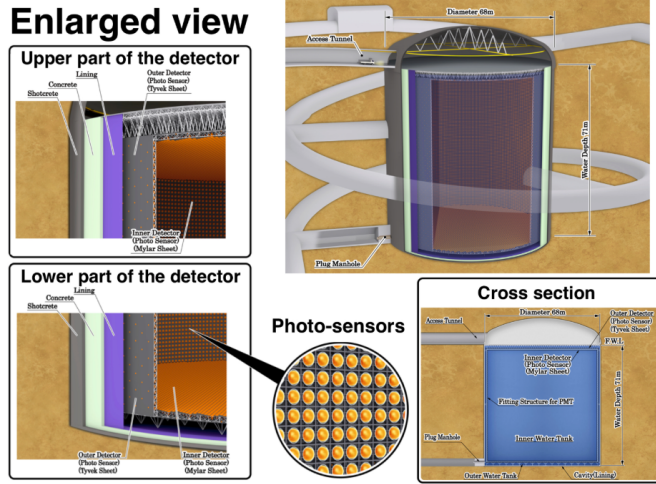 Enlarged view
Upper part of the detector
Lining
Concrete
Shotcrete
Outer Detector
(Photo Sensor)
(Tyvek Sheet)
Inner Detector
(Photo Sensor)
(Mylar Sheet)
Diameter 68m
Access Tunnel
Water Depth 71m
Plug Manhole
Lower part of the detector
Lining
Concrete
Shotcrete
Outer Detector
(Photo Sensor)
(Tyvek Sheet)
Inner Detector
(Photo Sensor)
(Mylar Sheet)
Photo-sensors
Cross section
Diameter 68m
Outer Detector
(Photo Sensor)
(Tyvek Sheet)
Access Tunnel
F.W.L
Inner Detector
(Photo Sensor)
(Mylar Sheet)
Water Depth 71m
Fitting Structure for PMT
Inner Water Tank
Plug Manhole
Outer Water Tank
Cavity(Lining)